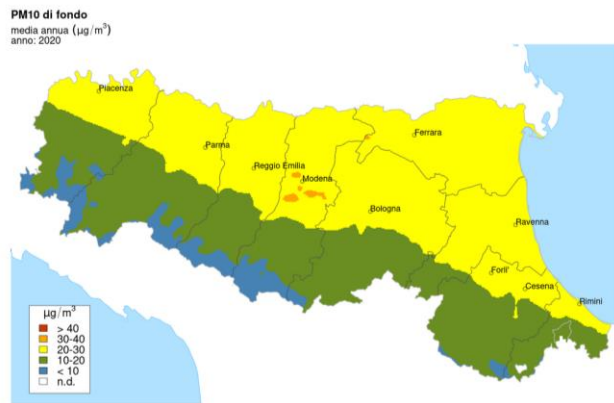 PM10 di fondo
media annua (µg/m³)
anno: 2020
Piacenza
Parma
Reggio Emilia
Modena
Ferrara
Bologna
Ravenna
Forli'
Cesena
Rimini
µg/m³
> 40
30-40
20-30
10-20
< 10
n.d.